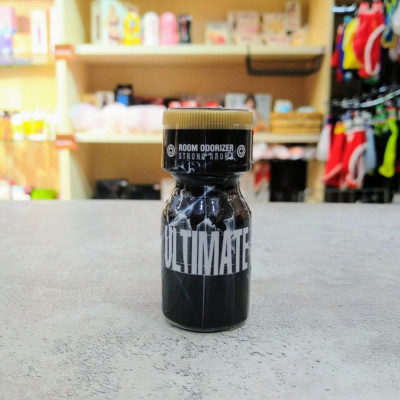 ROOM ODORIZER
STRONG AROMA
ULTIMATE